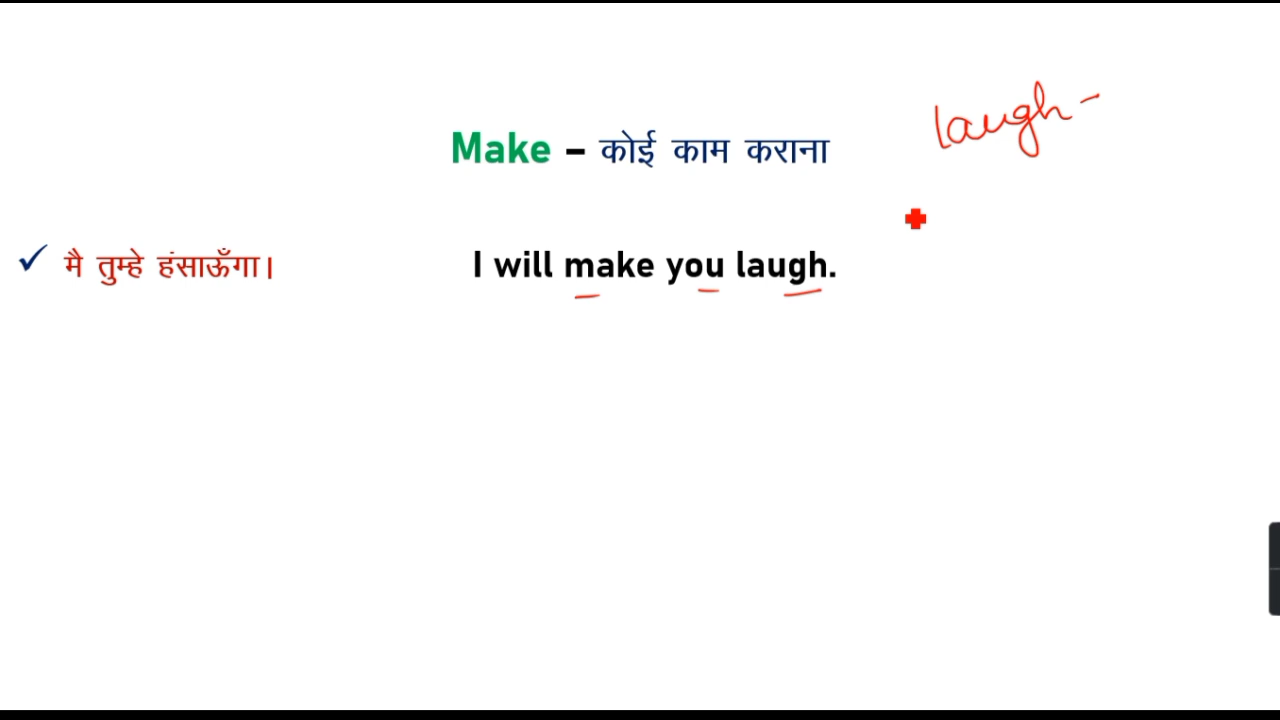 laugh -
Make – कोई काम कराना
✓ मै तुम्हे हंसाऊँगा। I will make you laugh.